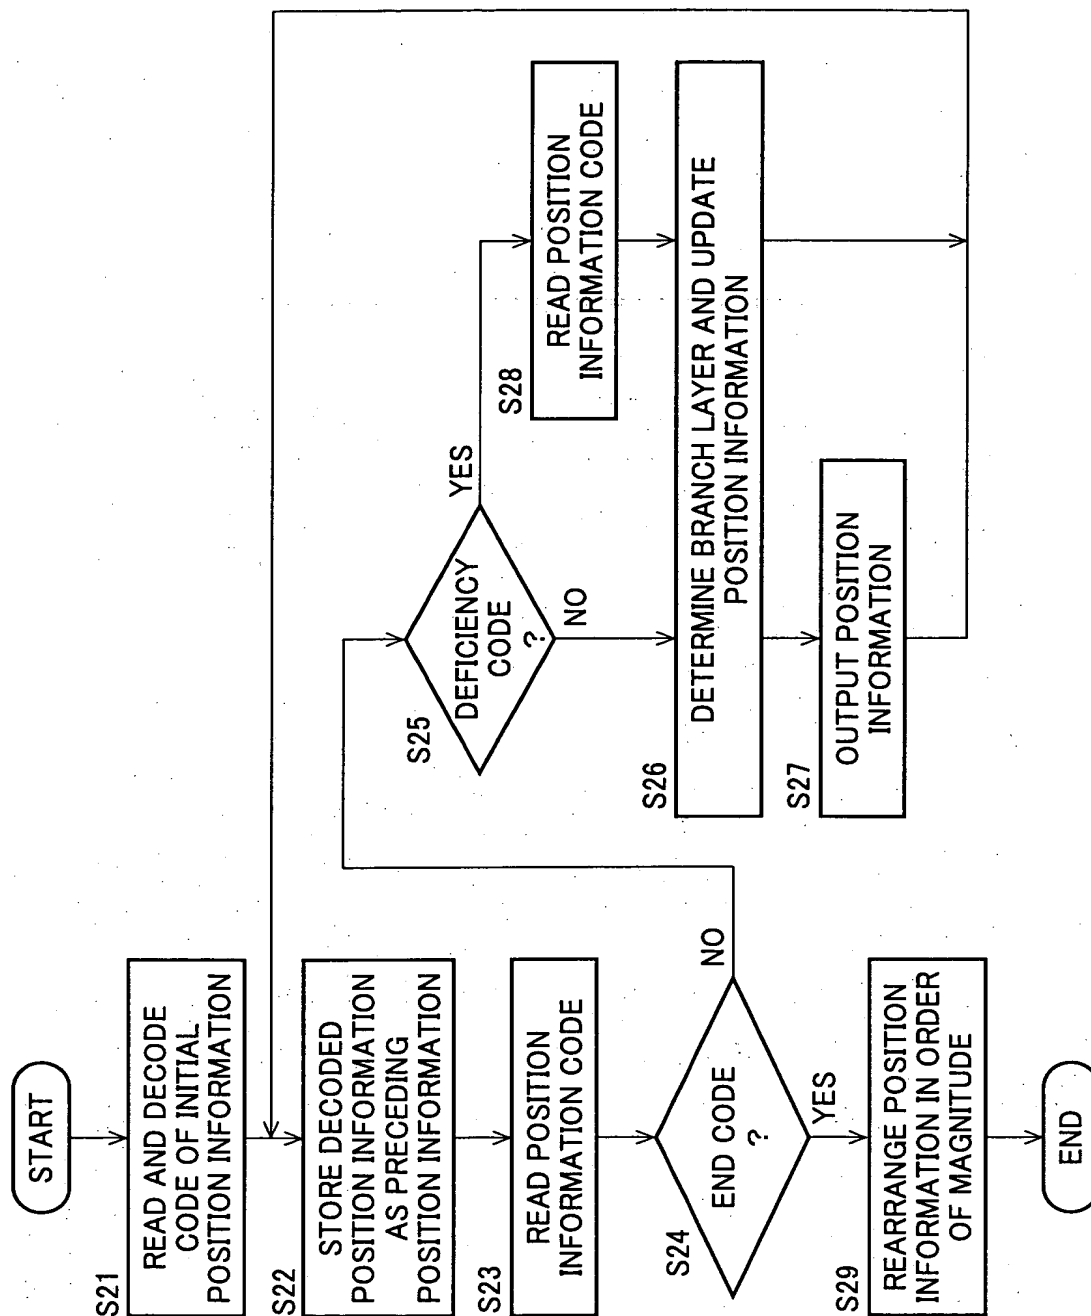 START
S21
READ AND DECODE
CODE OF INITIAL
POSITION INFORMATION
S22
STORE DECODED
POSITION INFORMATION
AS PRECEDING
POSITION INFORMATION
S23
READ POSITION
INFORMATION CODE
S24
END CODE
?
NO
YES
S29
REARRANGE POSITION
INFORMATION IN ORDER
OF MAGNITUDE
END
S25
DEFICIENCY
CODE
?
YES
NO
S28
READ POSITION
INFORMATION CODE
S26
DETERMINE BRANCH LAYER AND UPDATE
POSITION INFORMATION
S27
OUTPUT POSITION
INFORMATION